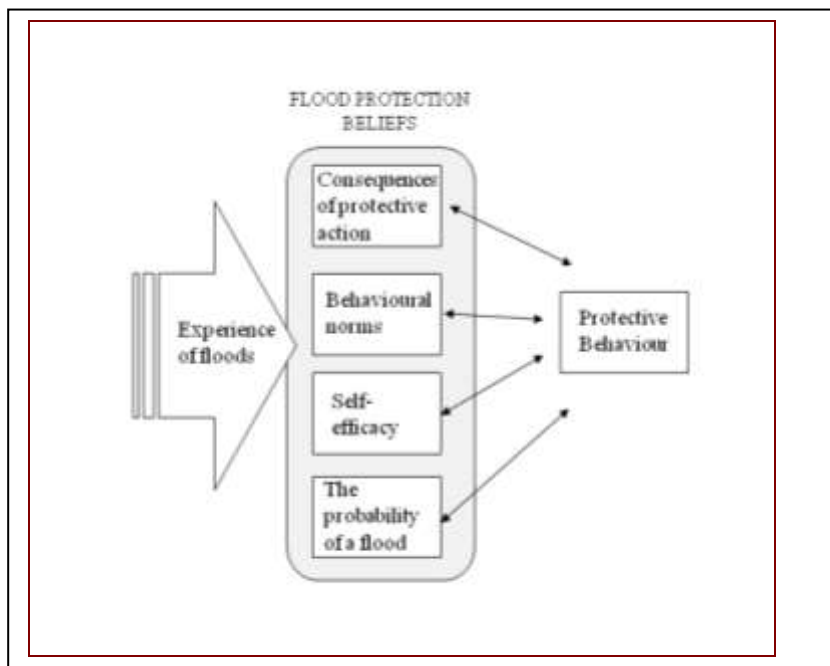 FLOOD PROTECTION
BELIEFS
Consequences
of protective
action
Behavioural
norms
Experience
of floods
Self-
efficacy
The
probability
of a flood
Protective
Behaviour